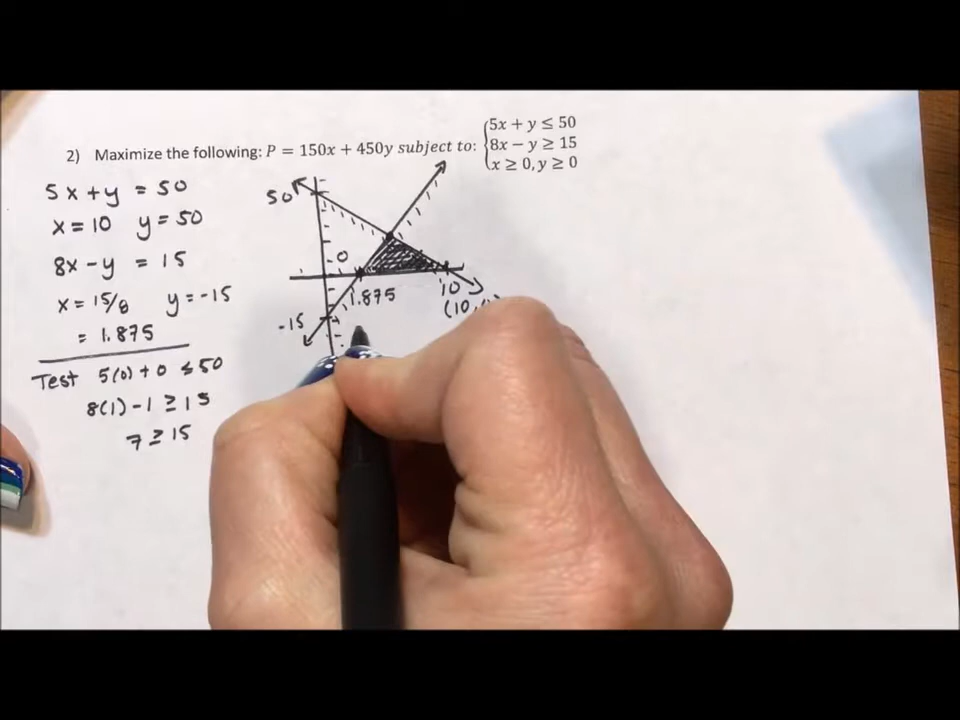 2) Maximize the following: P = 150x + 450y subject to:
5x + y ≤ 50
8x − y ≥ 15
x ≥ 0, y ≥ 0
5x + y = 50
x = 10 y = 50
8x - y = 15
x = 15/8 y = -15
= 1.875
Test 5(0) + 0 ≤ 50
8(1) - 1 ≥ 15
7 ≥ 15
50
0
1.875
10
(10,
-15